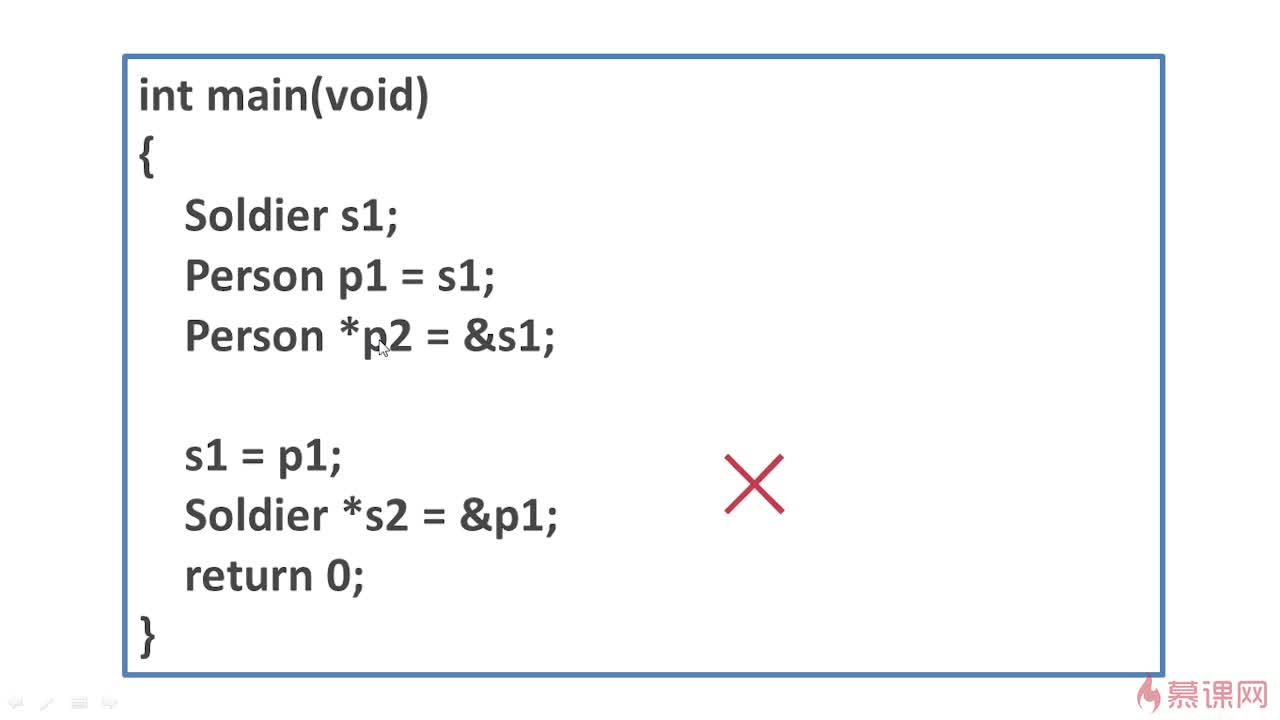 int main(void)
{
Soldier s1;
Person p1 = s1;
Person *p2 = &s1;
s1 = p1;
Soldier *s2 = &p1;
return 0;
}
慕课网